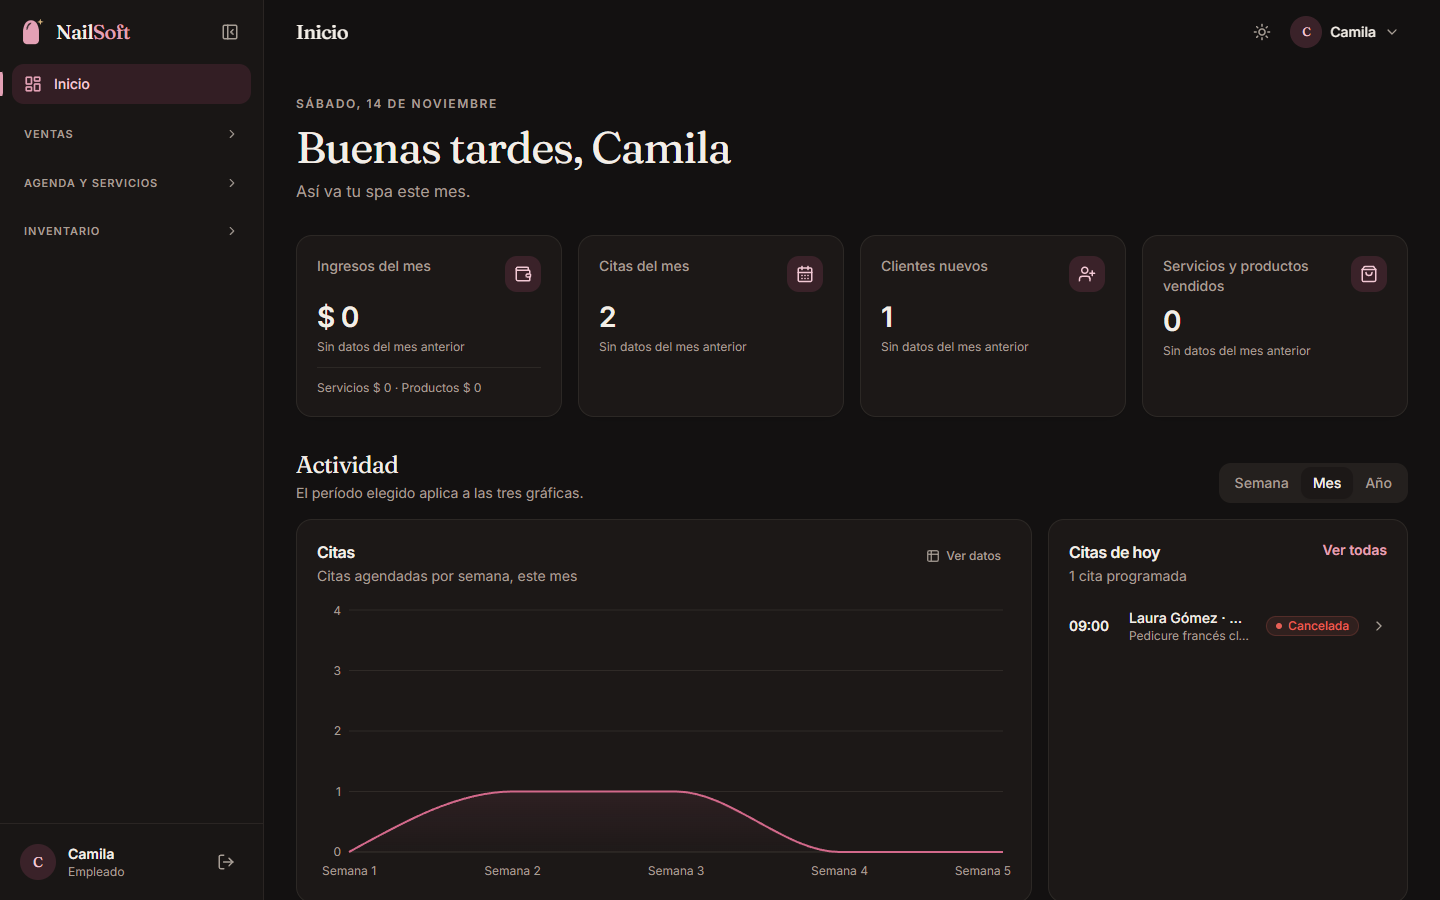 NailSoft
Inicio
VENTAS
AGENDA Y SERVICIOS
INVENTARIO
C
Camila
Empleado
Inicio
C
Camila
SÁBADO, 14 DE NOVIEMBRE
Buenas tardes, Camila
Así va tu spa este mes.
Ingresos del mes
$ 0
Sin datos del mes anterior
Servicios $ 0 · Productos $ 0
Citas del mes
2
Sin datos del mes anterior
Clientes nuevos
1
Sin datos del mes anterior
Servicios y productos
vendidos
0
Sin datos del mes anterior
Actividad
El período elegido aplica a las tres gráficas.
Semana Mes Año
Citas
Ver datos
Citas agendadas por semana, este mes
4
3
2
1
0
Semana 1 Semana 2 Semana 3 Semana 4 Semana 5
Citas de hoy
Ver todas
1 cita programada
09:00
Laura Gómez · ...
Pedicure francés cl...
Cancelada